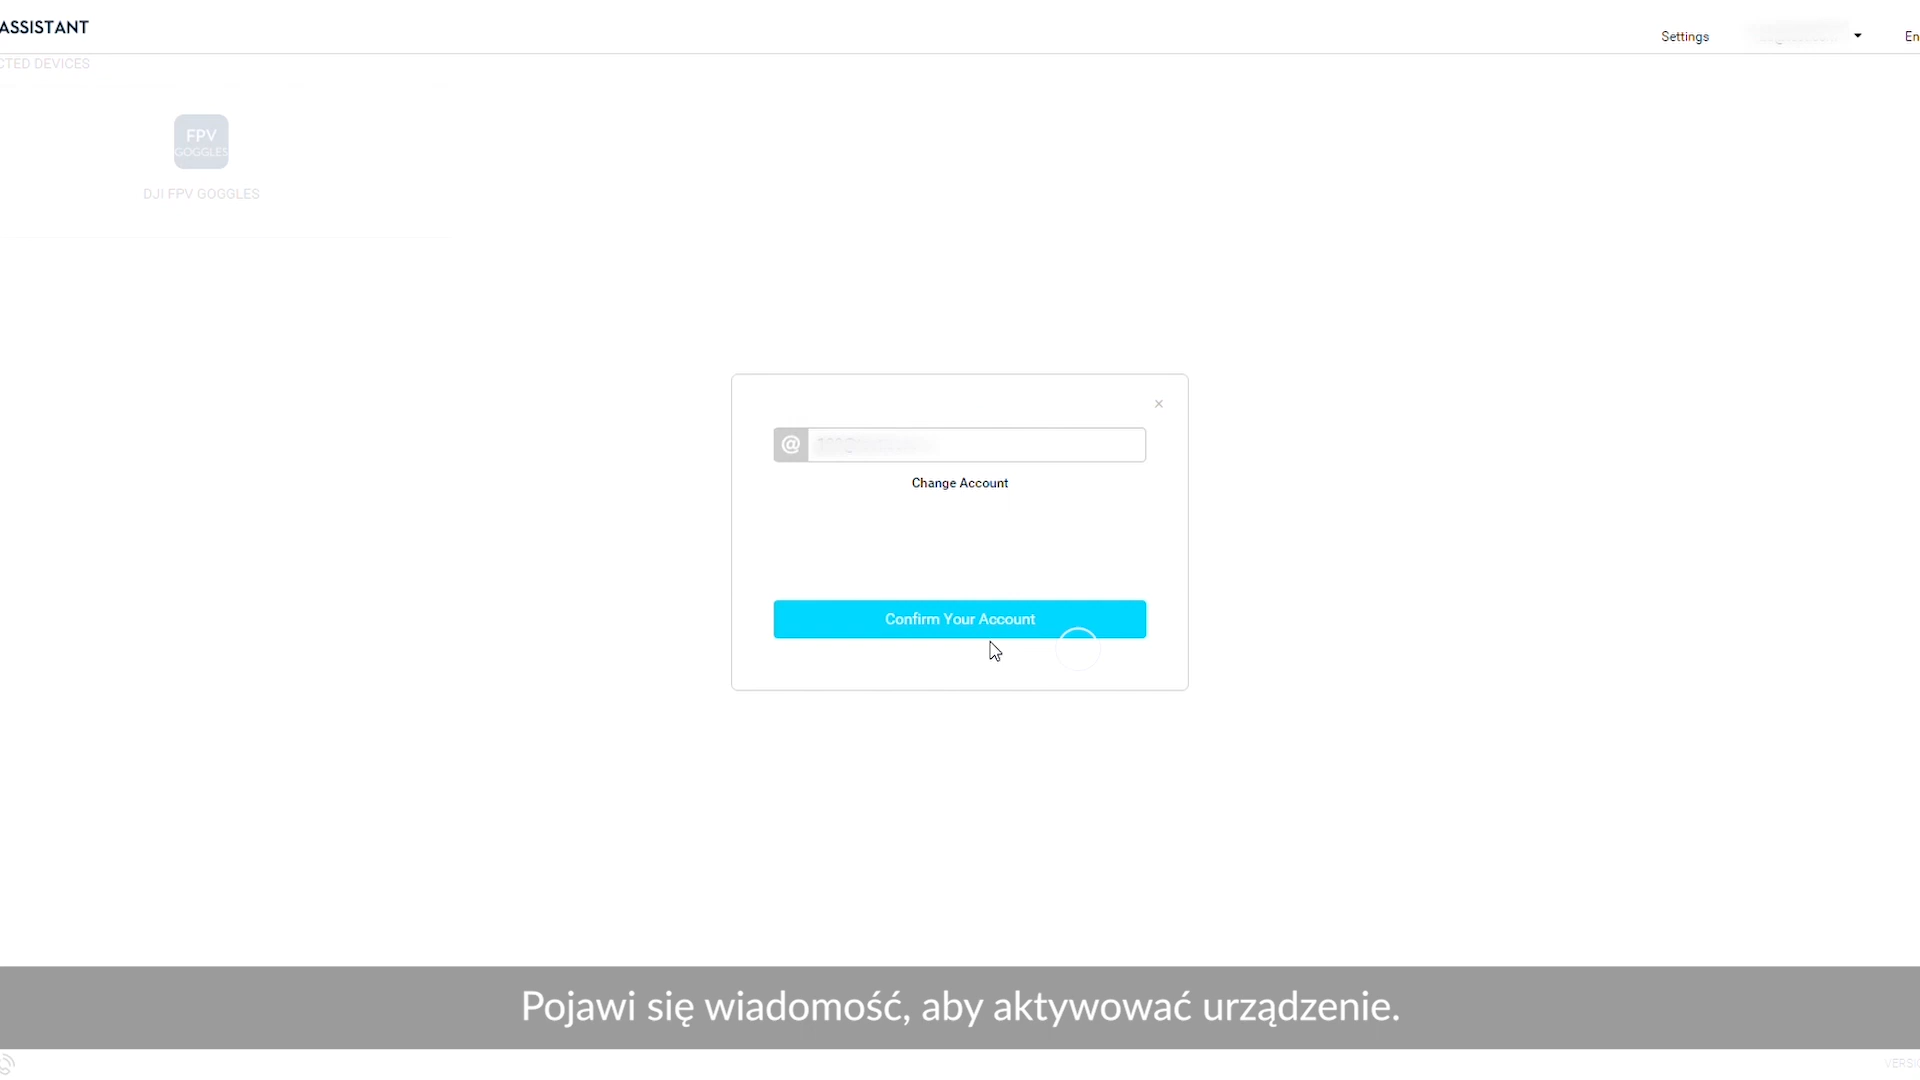 ASSISTANT
Settings
En
CTED DEVICES
FPV
GOGGLES
DJI FPV GOGGLES
×
@
Change Account
Confirm Your Account
Pojawi się wiadomość, aby aktywować urządzenie.
VERSIO